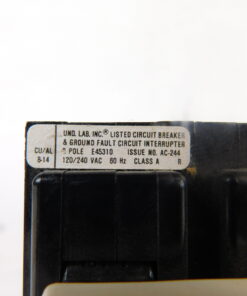 UND. LAB. INC.® LISTED CIRCUIT BREAKER
& GROUND FAULT CIRCUIT INTERRUPTER
CU/AL POLE E45310 ISSUE NO. AC-244
8-14 120/240 VAC 60 Hz CLASS A R